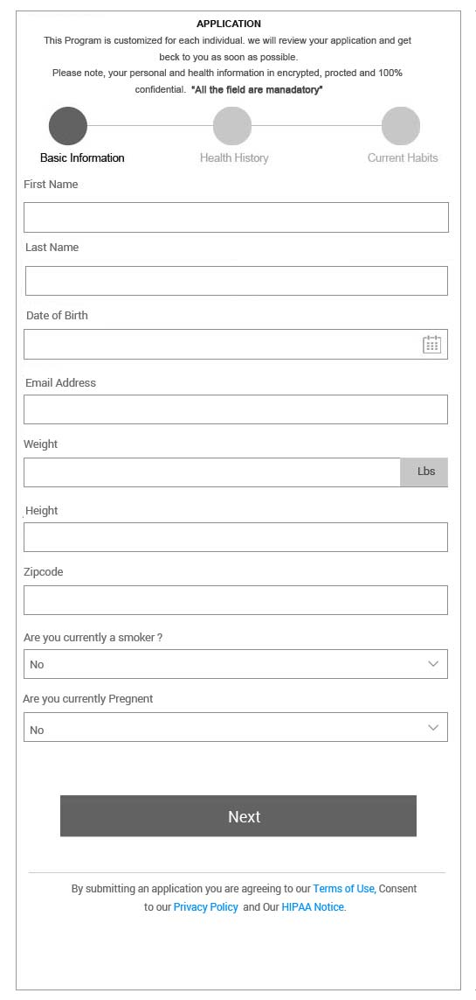 APPLICATION
This Program is customized for each individual. we will review your application and get
beck to you as soon as possible.
Please note, your personal and health information in encrypted, procted and 100%
confidential. "All the field are manadatory"
Basic Information Health History Current Habits
First Name
Last Name
Date of Birth
Email Address
Weight
Lbs
Height
Zipcode
Are you currently a smoker ?
No
Are you currently Pregnent
No
Next
By submitting an application you are agreeing to our Terms of Use, Consent
to our Privacy Policy and Our HIPAA Notice.